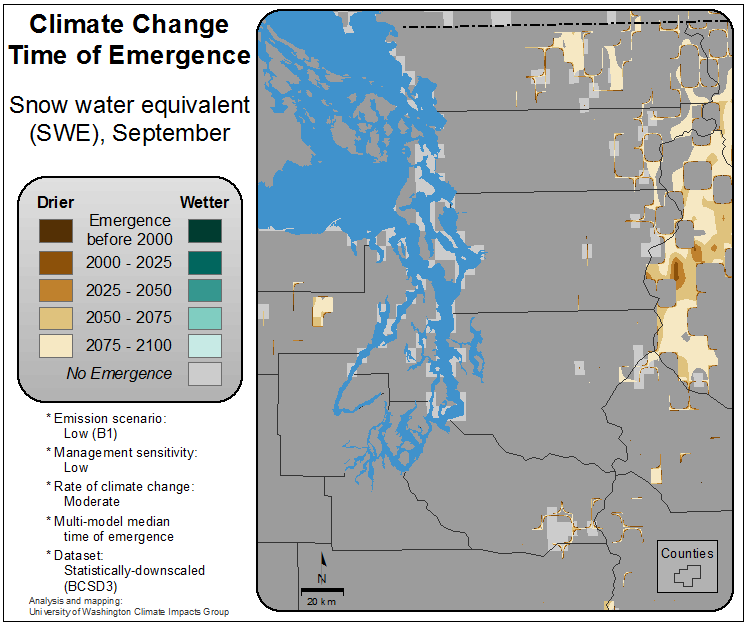 Climate Change
Time of Emergence
Snow water equivalent
(SWE), September
Drier Wetter
Emergence
before 2000
2000 - 2025
2025 - 2050
2050 - 2075
2075 - 2100
No Emergence
* Emission scenario:
Low (B1)
* Management sensitivity:
Low
* Rate of climate change:
Moderate
* Multi-model median
time of emergence
* Dataset:
Statistically-downscaled
(BCSD3)
Analysis and mapping:
University of Washington Climate Impacts Group
N
20 km
Counties